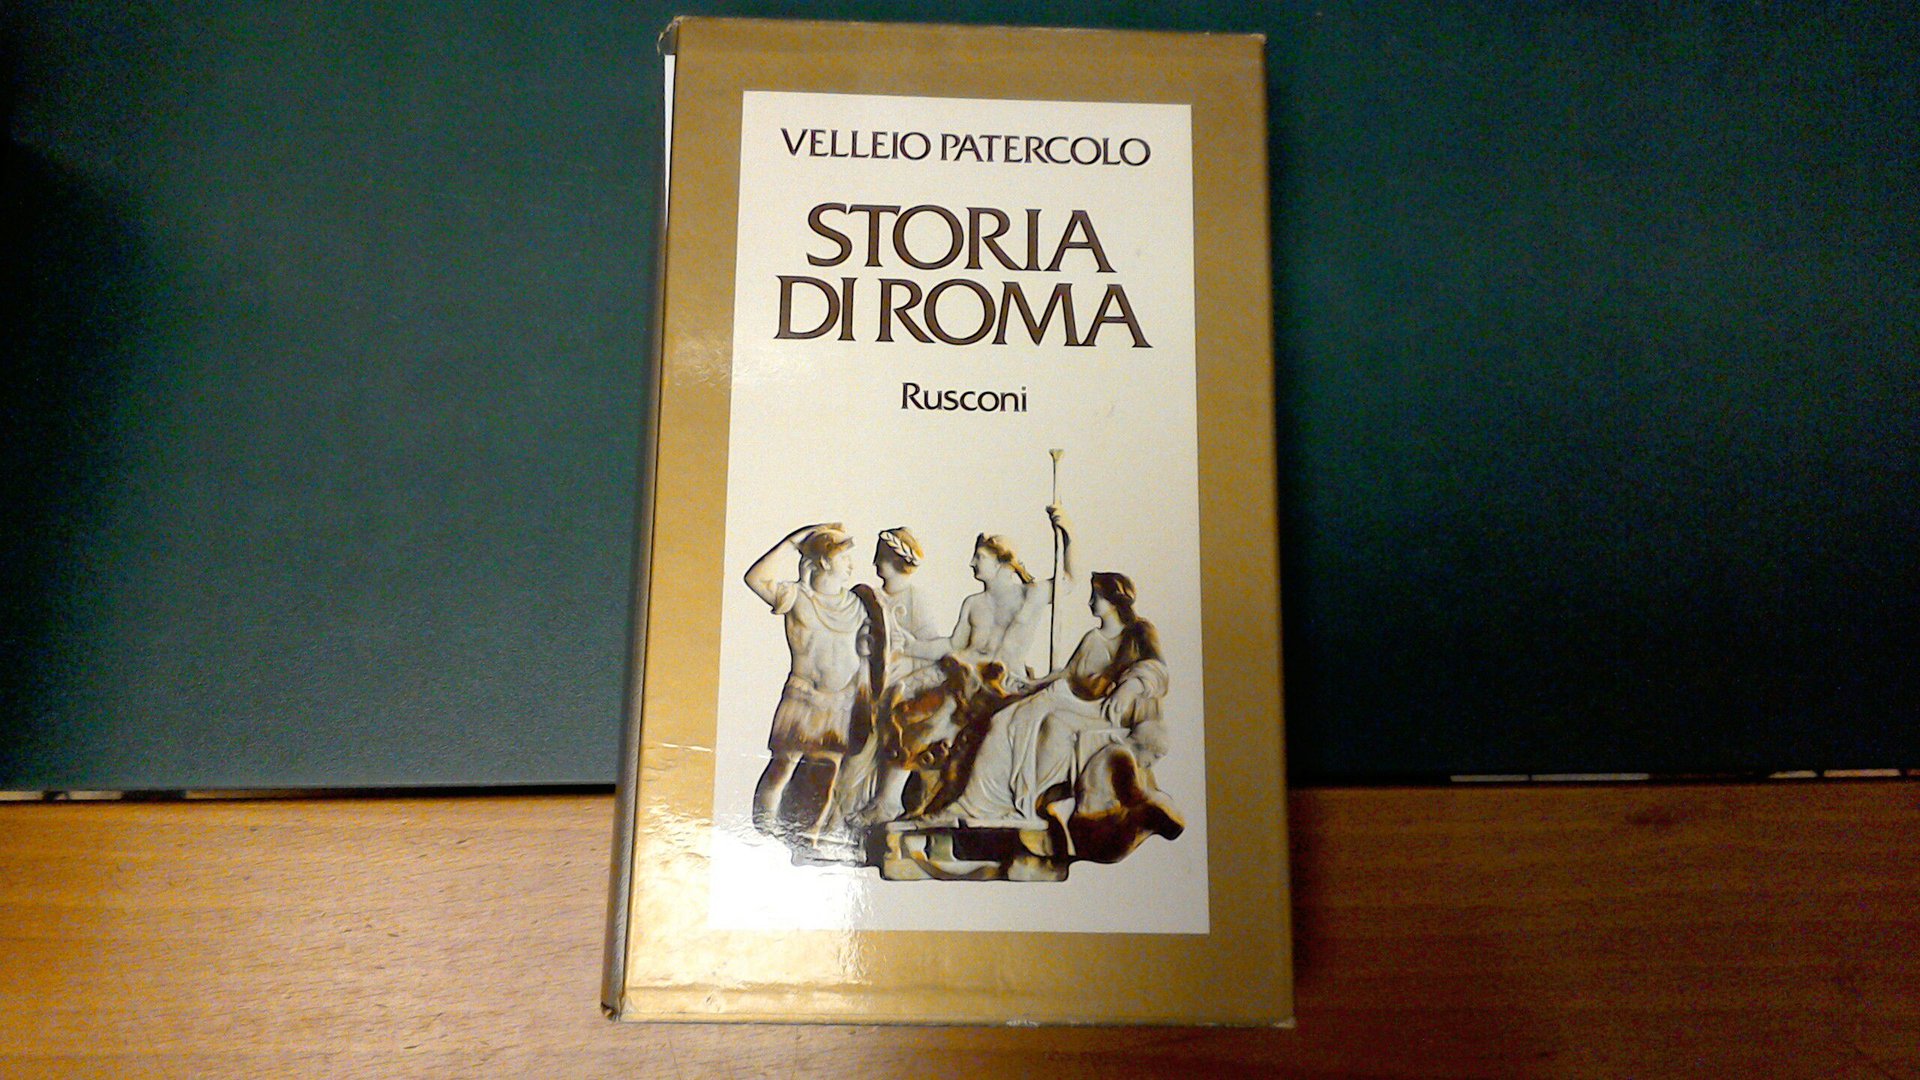 VELLEIO PATERCOLO
STORIA
DI ROMA
Rusconi